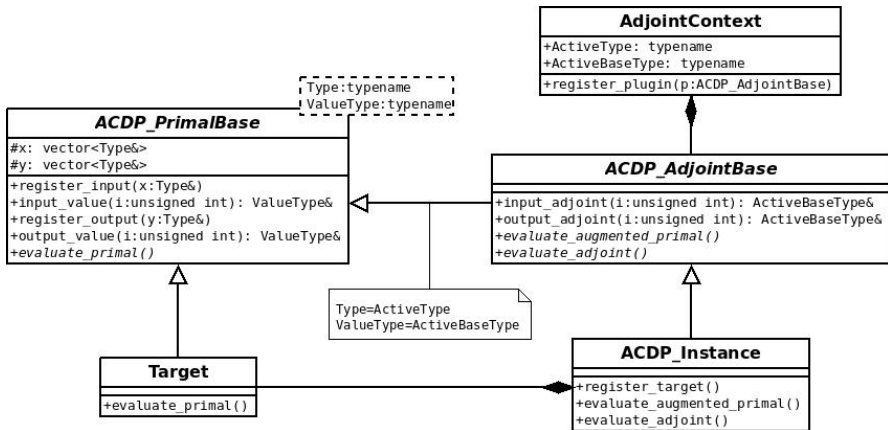 AdjointContext
+ActiveType: typename
+ActiveBaseType: typename
+register_plugin(p:ACDP_AdjointBase)
Type:typename
ValueType:typename
ACDP_PrimalBase
#x: vector<Type&>
#y: vector<Type&>
+register_input(x:Type&)
+input_value(i:unsigned int): ValueType&
+register_output(y:Type&)
+output_value(i:unsigned int): ValueType&
+evaluate_primal()
ACDP_AdjointBase
+input_adjoint(i:unsigned int): ActiveBaseType&
+output_adjoint(i:unsigned int): ActiveBaseType&
+evaluate_augmented_primal()
+evaluate_adjoint()
Type=ActiveType
ValueType=ActiveBaseType
Target
+evaluate_primal()
ACDP_Instance
+register_target()
+evaluate_augmented_primal()
+evaluate_adjoint()